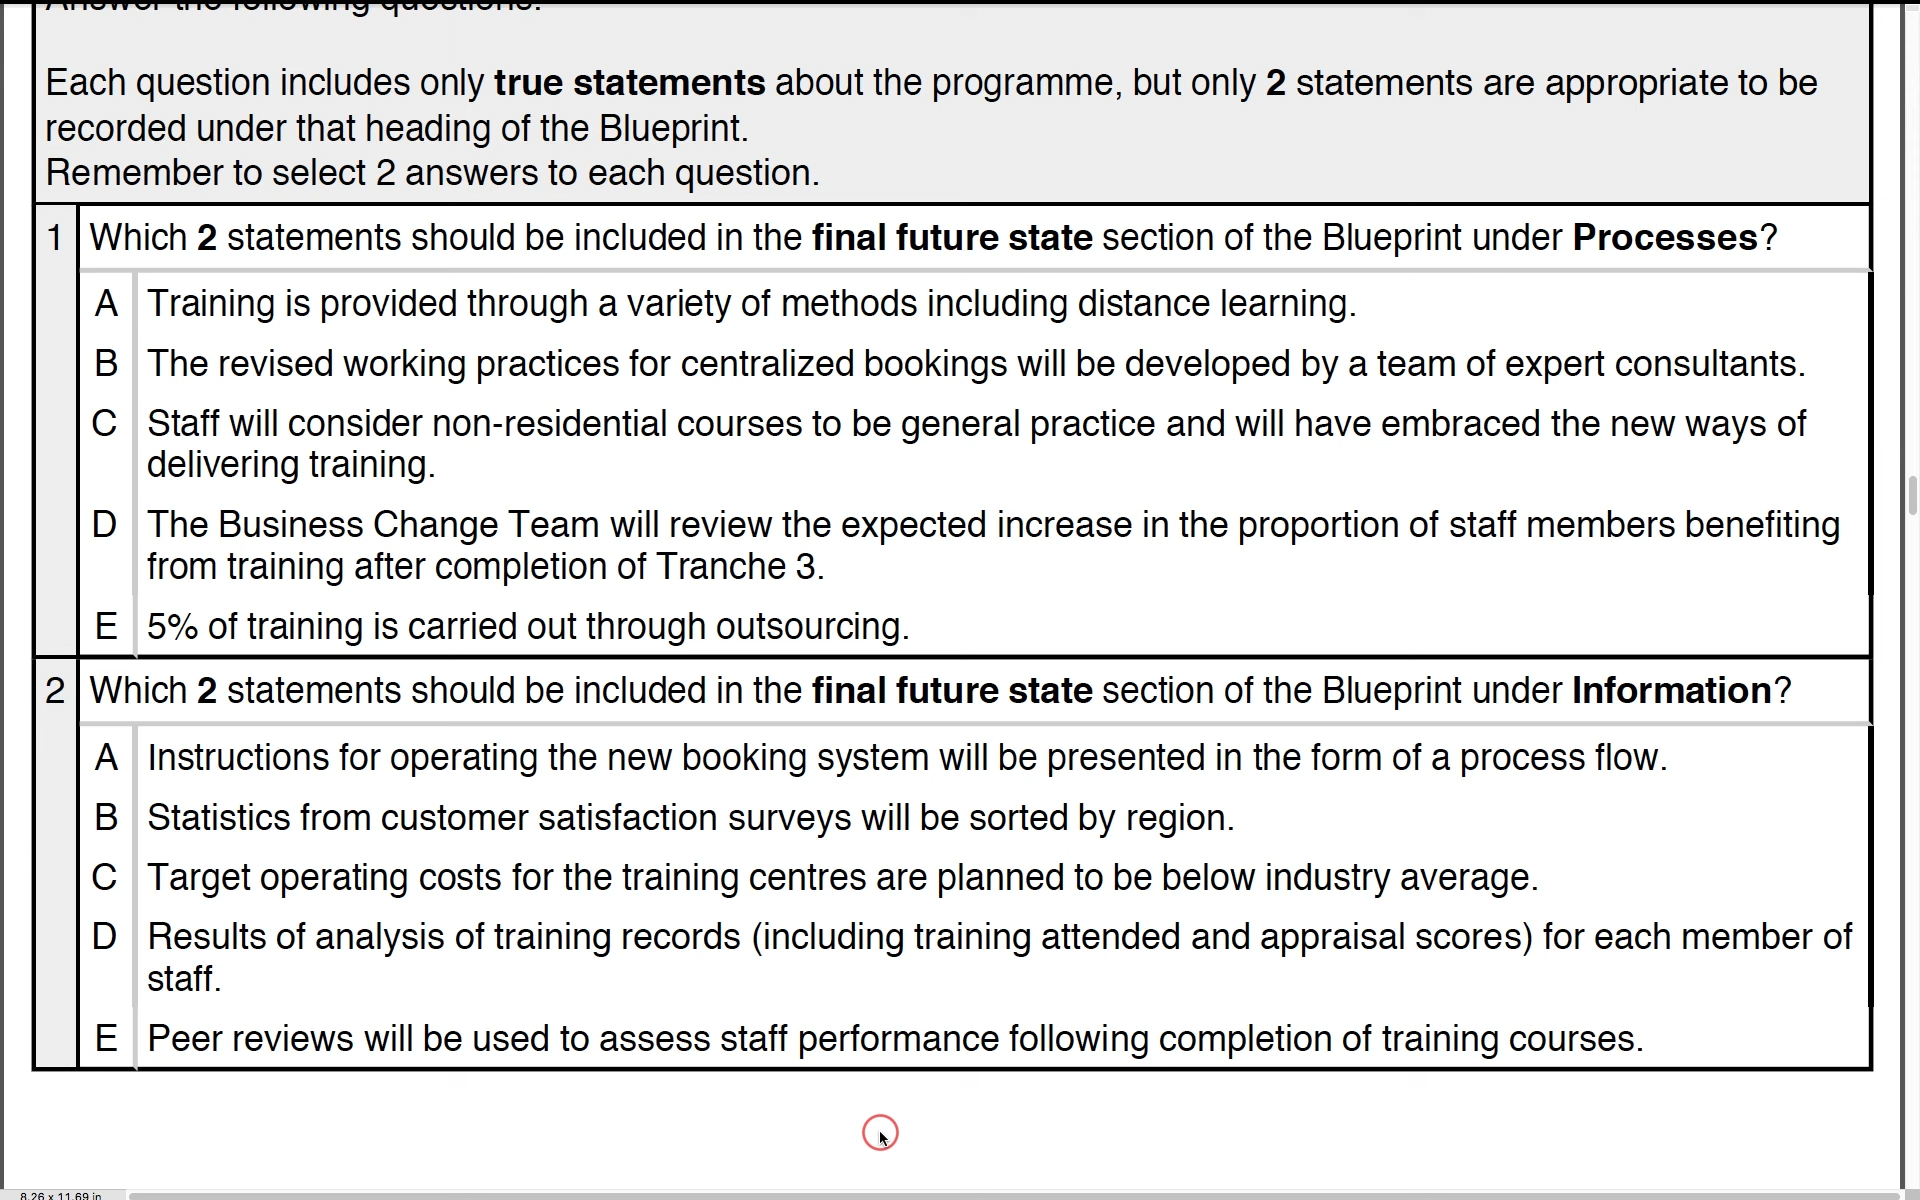 Answer the following questions.
Each question includes only true statements about the programme, but only 2 statements are appropriate to be
recorded under that heading of the Blueprint.
Remember to select 2 answers to each question.
1 Which 2 statements should be included in the final future state section of the Blueprint under Processes?
A Training is provided through a variety of methods including distance learning.
B The revised working practices for centralized bookings will be developed by a team of expert consultants.
C Staff will consider non-residential courses to be general practice and will have embraced the new ways of
delivering training.
D The Business Change Team will review the expected increase in the proportion of staff members benefiting
from training after completion of Tranche 3.
E 5% of training is carried out through outsourcing.
2 Which 2 statements should be included in the final future state section of the Blueprint under Information?
A Instructions for operating the new booking system will be presented in the form of a process flow.
B Statistics from customer satisfaction surveys will be sorted by region.
C Target operating costs for the training centres are planned to be below industry average.
D Results of analysis of training records (including training attended and appraisal scores) for each member of
staff.
E Peer reviews will be used to assess staff performance following completion of training courses.
8.26 x 11.69 in